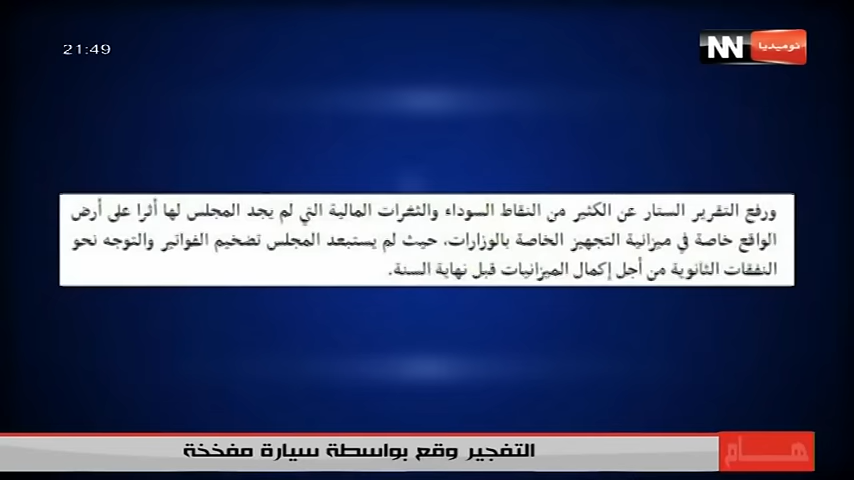 21:49
NN نوميديا
ورفع التقرير الستار عن الكثير من النقاط السوداء والثغرات المالية التي لم يجد المجلس لها أثرا على أرض
الواقع خاصة في ميزانية التجهيز الخاصة بالوزارات، حيث لم يستبعد المجلس تضخيم الفواتير والتوجه نحو
النفقات الثانوية من أجل إكمال الميزانيات قبل نهاية السنة.
هــام
التفجير وقع بواسطة سيارة مفخخة